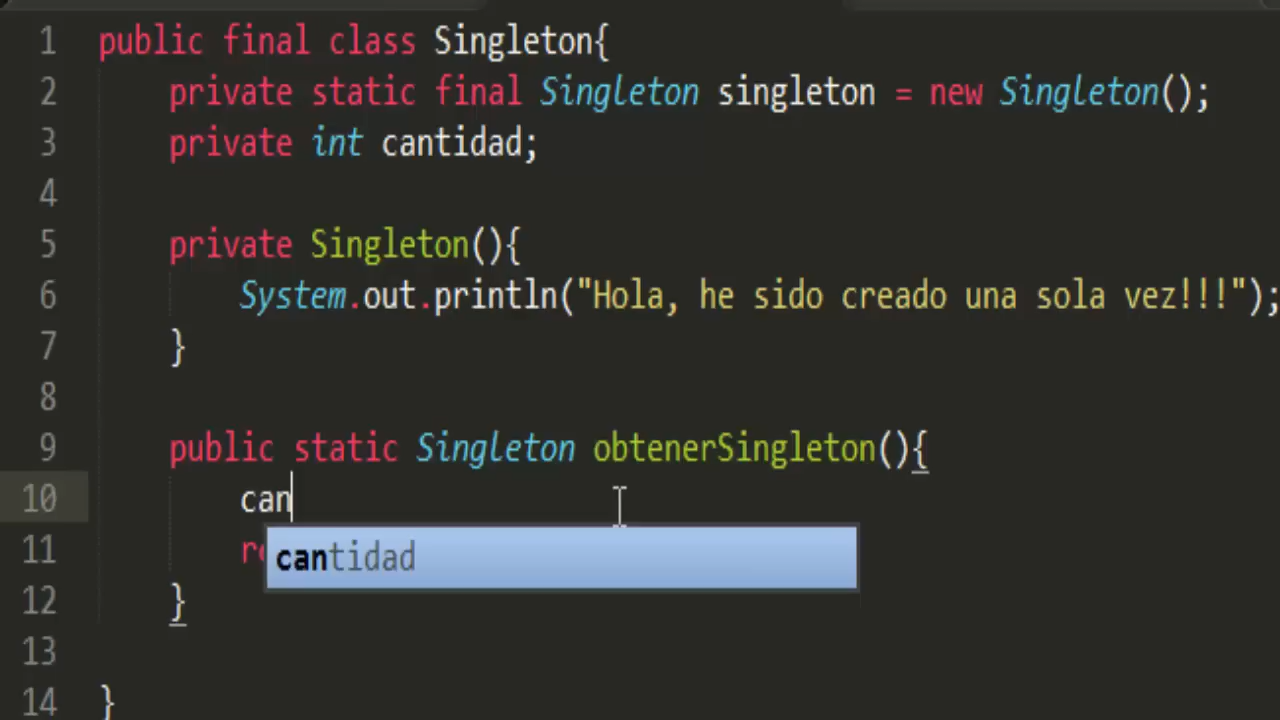 1 public final class Singleton{
2 private static final Singleton singleton = new Singleton();
3 private int cantidad;
4
5 private Singleton(){
6 System.out.println("Hola, he sido creado una sola vez!!!");
7 }
8
9 public static Singleton obtenerSingleton(){
10 can
cantidad
11
12 }
13
14 }